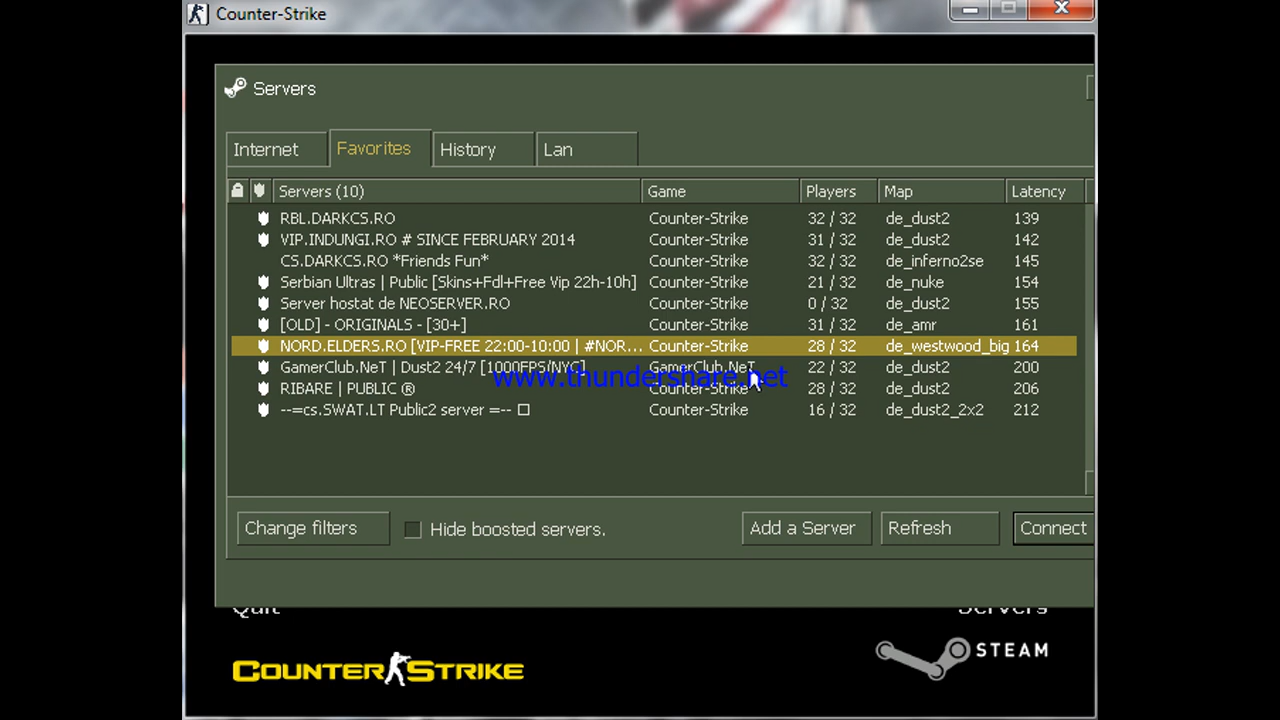 Counter-Strike
Servers
Internet Favorites History Lan
Servers (10) Game Players Map Latency
RBL.DARKCS.RO Counter-Strike 32 / 32 de_dust2 139
VIP.INDUNGI.RO # SINCE FEBRUARY 2014 Counter-Strike 31 / 32 de_dust2 142
CS.DARKCS.RO *Friends Fun* Counter-Strike 32 / 32 de_inferno2se 145
Serbian Ultras | Public [Skins+Fdl+Free Vip 22h-10h] Counter-Strike 21 / 32 de_nuke 154
Server hostat de NEOSERVER.RO Counter-Strike 0 / 32 de_dust2 155
[OLD] - ORIGINALS - [30+] Counter-Strike 31 / 32 de_amr 161
NORD.ELDERS.RO [VIP-FREE 22:00-10:00 | #NOR... Counter-Strike 28 / 32 de_westwood_big 164
GamerClub.NeT | Dust2 24/7 [1000FPS/NYC] GamerClub.NeT 22 / 32 de_dust2 200
www.thundershare.net
RIBARE | PUBLIC ® Counter-Strike 28 / 32 de_dust2 206
--=cs.SWAT.LT Public2 server =-- □ Counter-Strike 16 / 32 de_dust2_2x2 212
Change filters Hide boosted servers. Add a Server Refresh Connect
Quit Servers
COUNTER STRIKE STEAM